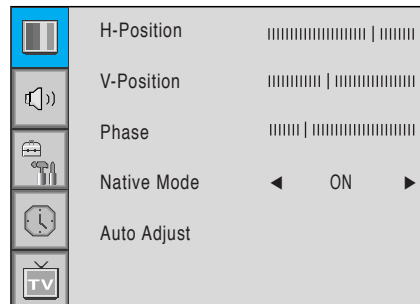 H-Position
V-Position
Phase
Native Mode ◀ ON ▶
Auto Adjust
TV